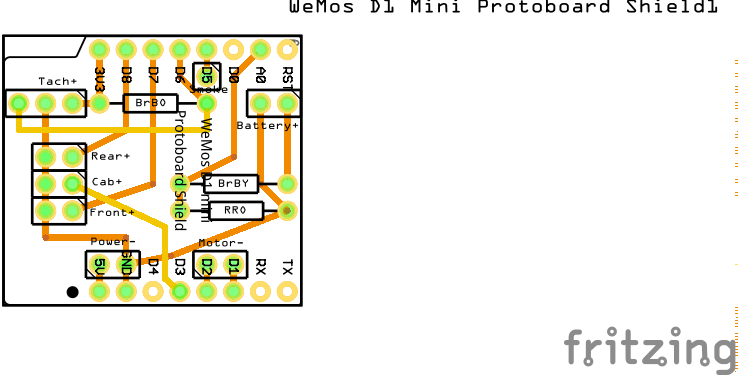 WeMos D1 Mini Protoboard Shield1
3V3 D8 D7 D6 D5 D0 A0 RST
Smoke
Tach+
BrBO
Battery+
WeMos D1 mini
Protoboard Shield
Rear+
Cab+
BrBY
Front+
RRO
Power-
Motor-
5V GND D4 D3 D2 D1 RX TX
fritzing